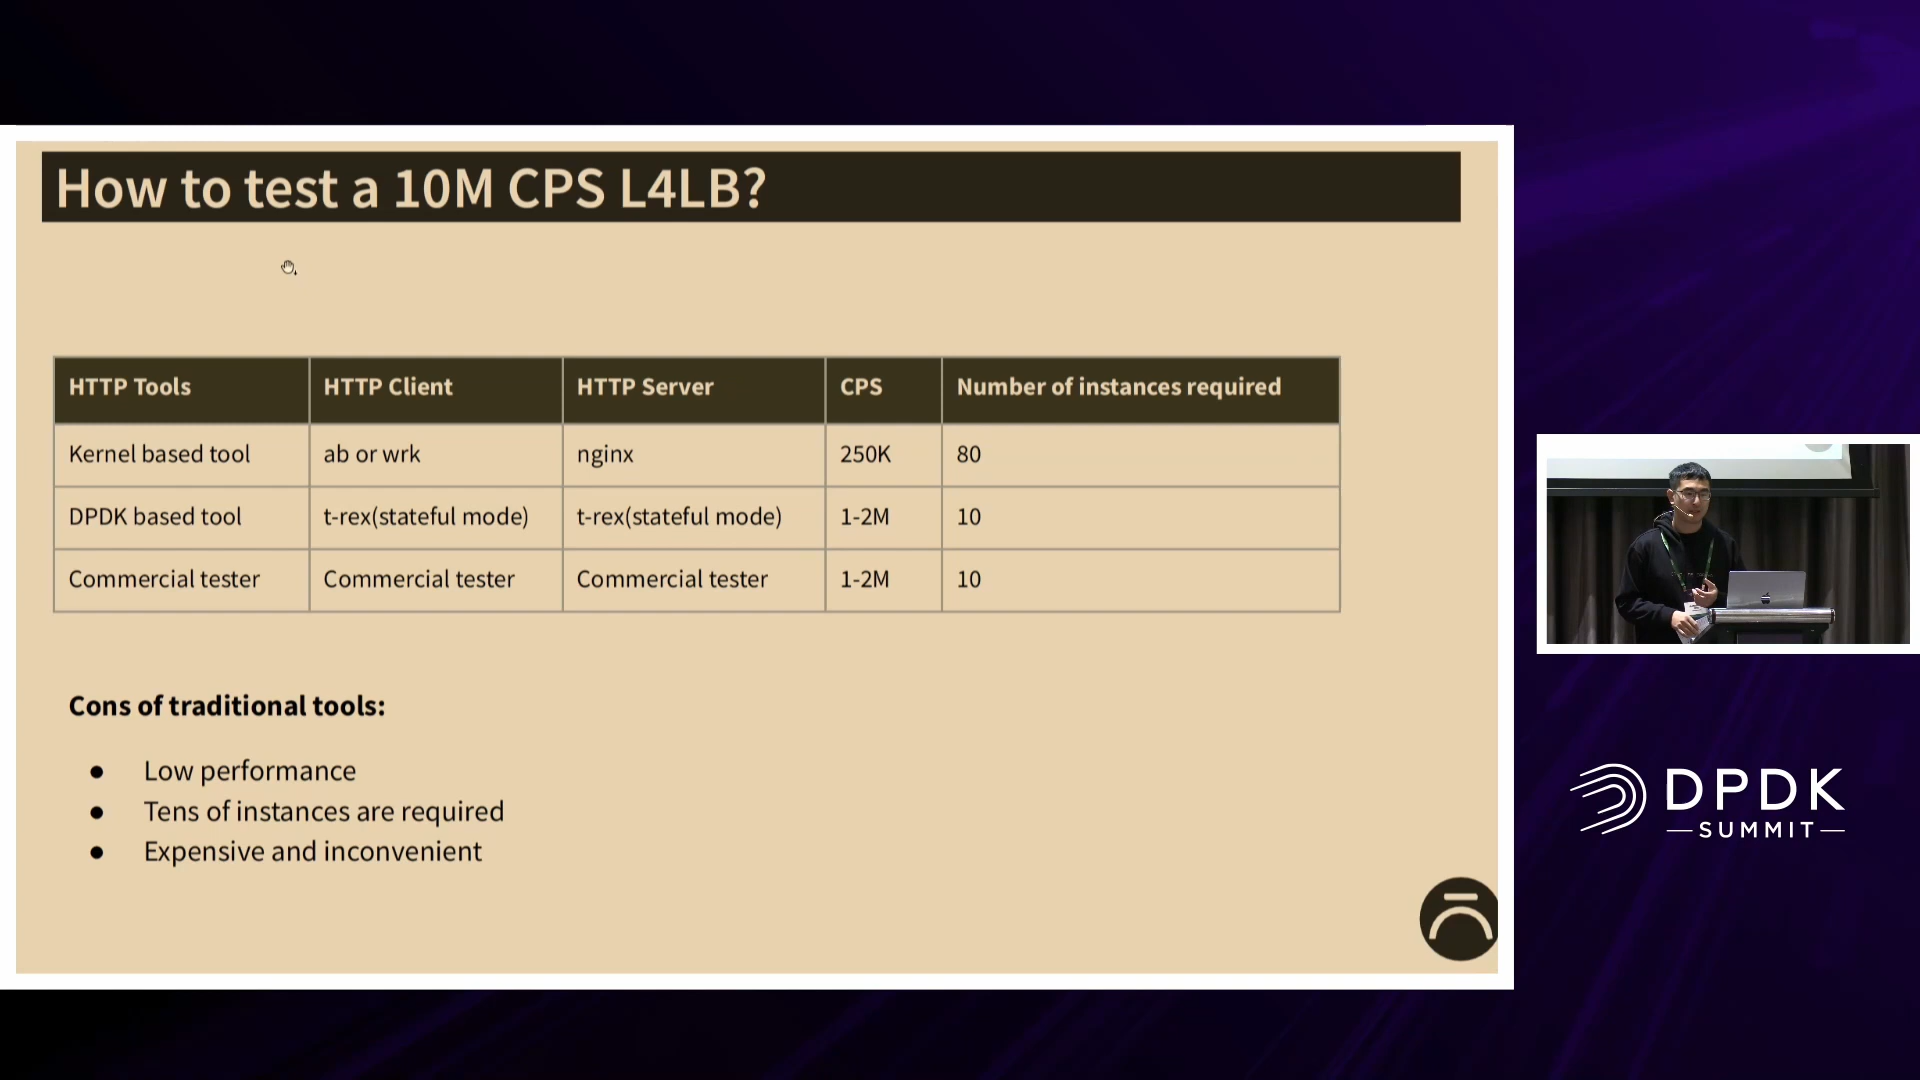 How to test a 10M CPS L4LB?
HTTP Tools HTTP Client HTTP Server CPS Number of instances required
Kernel based tool ab or wrk nginx 250K 80
DPDK based tool t-rex(stateful mode) t-rex(stateful mode) 1-2M 10
Commercial tester Commercial tester Commercial tester 1-2M 10
Cons of traditional tools:
● Low performance
● Tens of instances are required
● Expensive and inconvenient
DPDK
SUMMIT